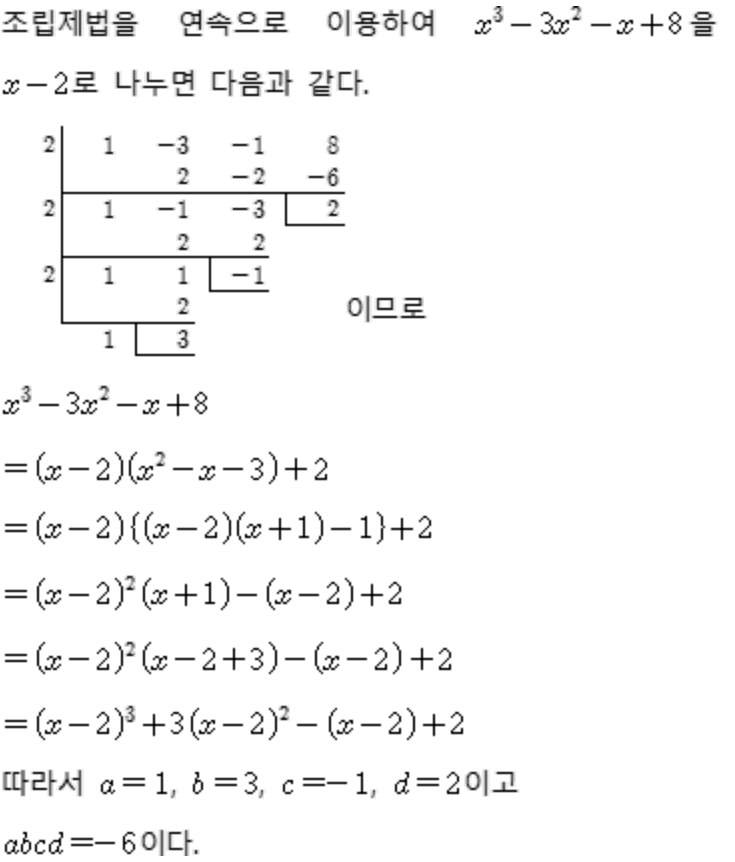 조립제법을 연속으로 이용하여 x³-3x²-x+8을
x-2로 나누면 다음과 같다.
2 1 -3 -1 8
2 -2 -6
2 1 -1 -3 2
2 2
2 1 1 -1
2 이므로
1 3
x³-3x²-x+8
=(x-2)(x²-x-3)+2
=(x-2){(x-2)(x+1)-1}+2
=(x-2)²(x+1)-(x-2)+2
=(x-2)²(x-2+3)-(x-2)+2
=(x-2)³+3(x-2)²-(x-2)+2
따라서 a=1, b=3, c=-1, d=2이고
abcd=-6이다.